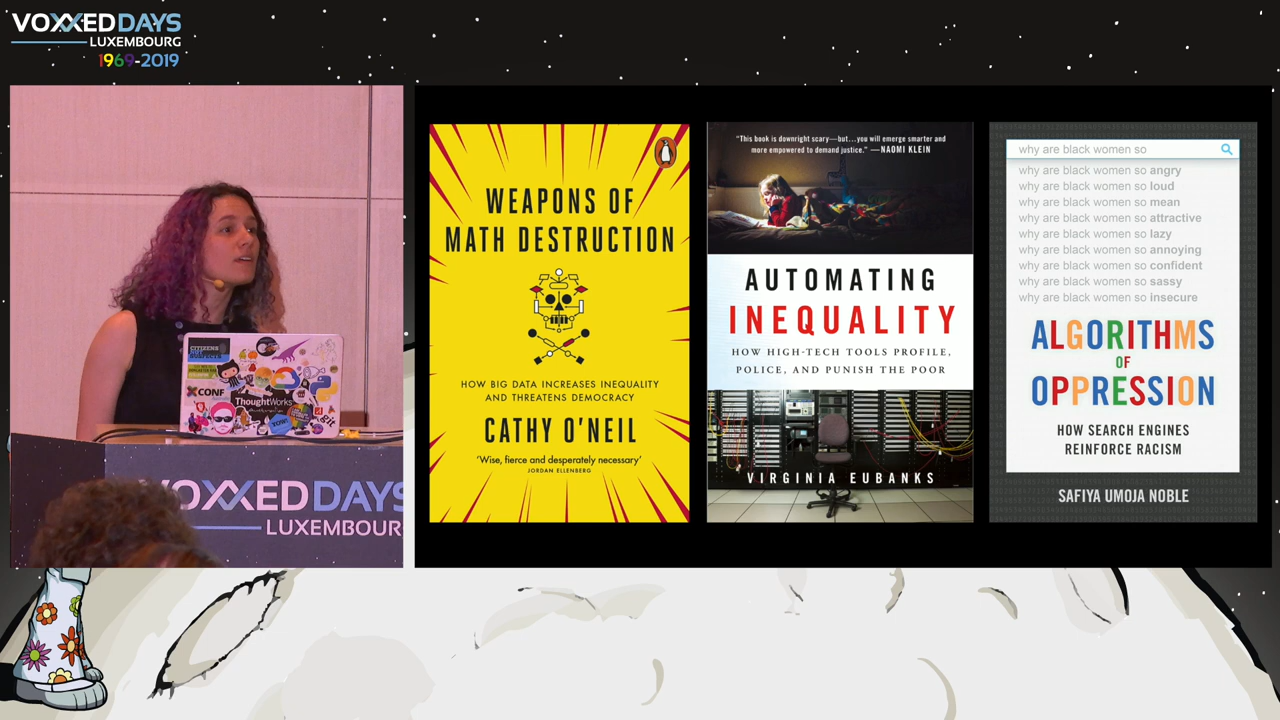 VOXXEDDAYS
LUXEMBOURG
1969-2019
XCONF
ThoughtWorks
git
VOXXEDDAYS
LUXEMBOUR
WEAPONS OF
MATH DESTRUCTION
HOW BIG DATA INCREASES INEQUALITY
AND THREATENS DEMOCRACY
CATHY O'NEIL
'Wise, fierce and desperately necessary'
JORDAN ELLENBERG
"This book is downright scary—but...you will emerge smarter and
more empowered to demand justice." —NAOMI KLEIN
AUTOMATING
INEQUALITY
HOW HIGH-TECH TOOLS PROFILE,
POLICE, AND PUNISH THE POOR
VIRGINIA EUBANKS
why are black women so
why are black women so angry
why are black women so loud
why are black women so mean
why are black women so attractive
why are black women so lazy
why are black women so annoying
why are black women so confident
why are black women so sassy
why are black women so insecure
ALGORITHMS
OF
OPPRESSION
HOW SEARCH ENGINES
REINFORCE RACISM
SAFIYA UMOJA NOBLE